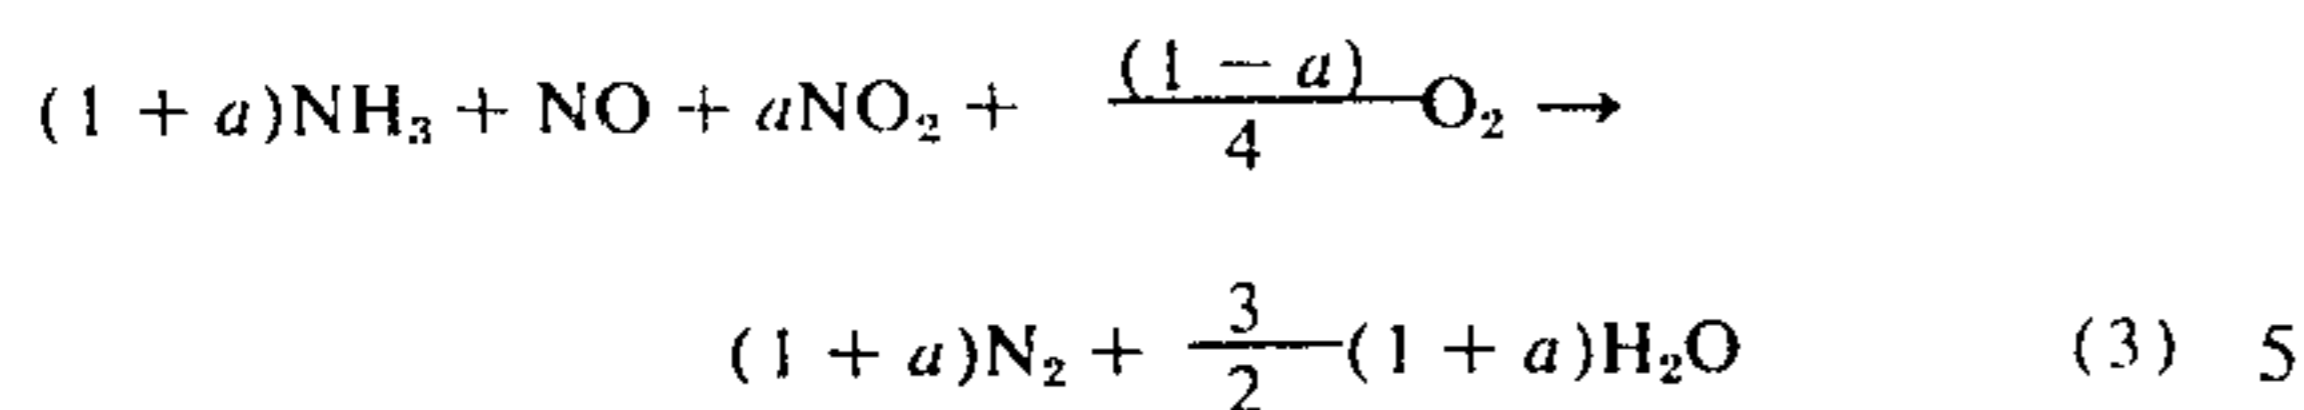 (1 + a)NH₃ + NO + aNO₂ + (1 − a)/4 O₂ →
(1 + a)N₂ + 3/2 (1 + a)H₂O (3) 5